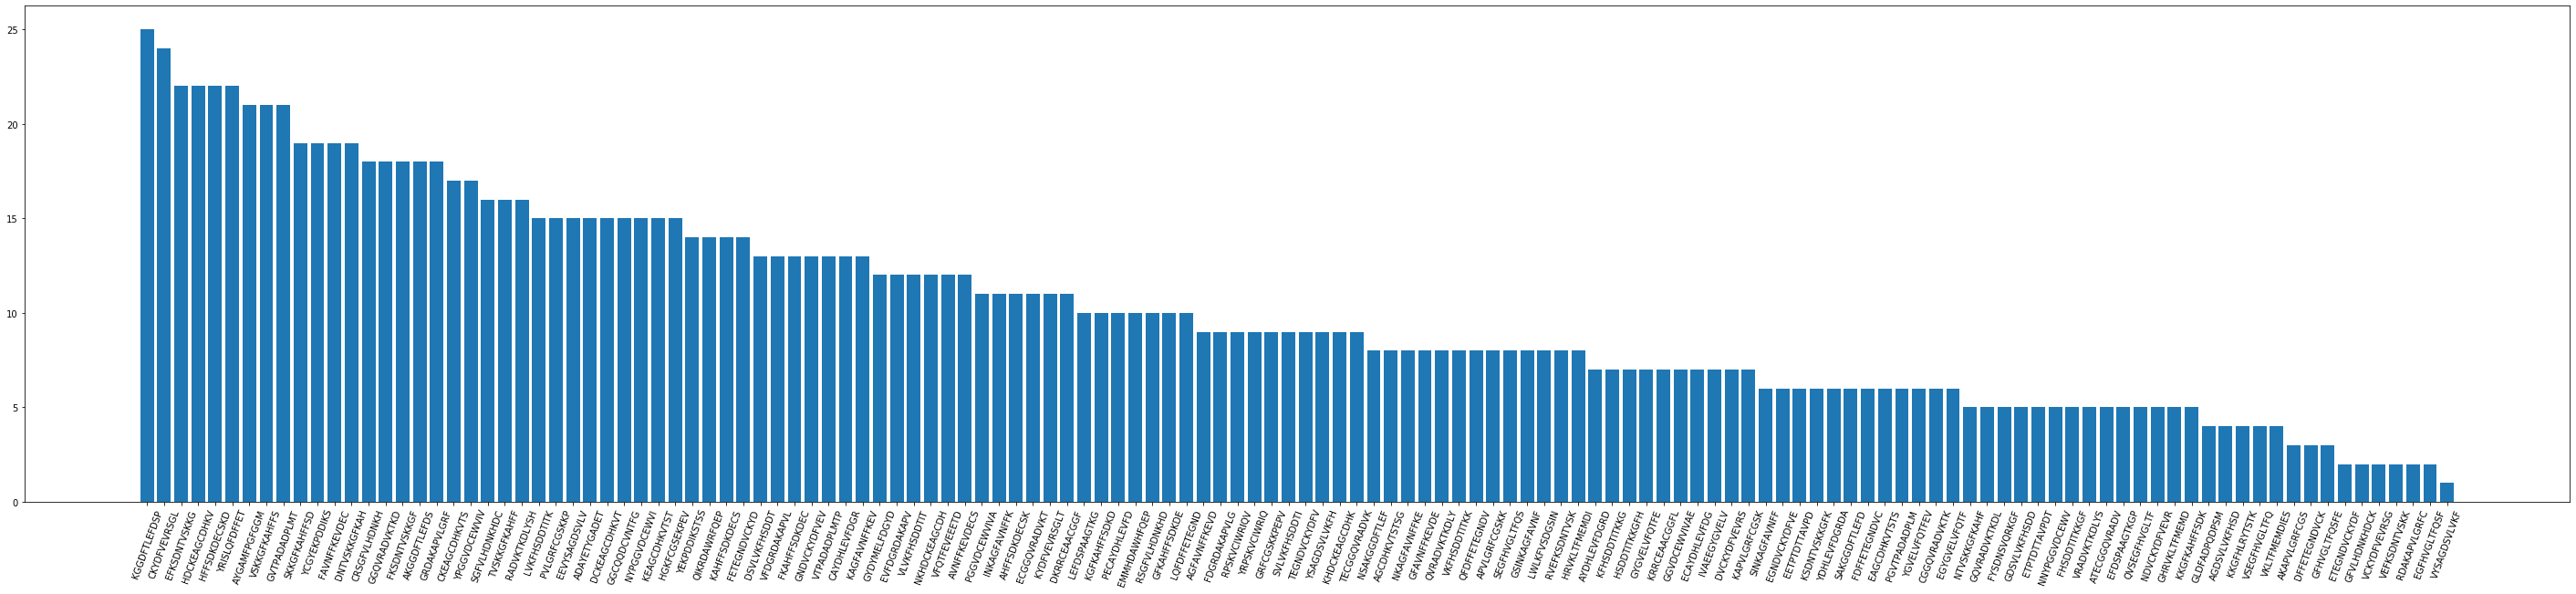 25
20
15
10
5
0
KGGDFTLEFDSP
CKYDFVEVRSGL
EFKSDNTVSKKG
HDCKEAGCDHKV
HFFSDKDECSKD
YRSLQFDFFET
AYGAMFPGFGGM
VSKKGFKAHFFS
GVTPADADPLMT
SKKGFKAHFFSD
YCGYEKPDDIKS
FAVNFFKEVDEC
DNTVSKKGFKAH
CRSGFVLHDNKH
GGQVRADVKTKD
FKSDNTVSKKGF
AKGGDFTLEFDS
GRDAKAPVLGRF
CKEAGCDHKVTS
YPGGVDCEWVIV
SGFVLHDNKHDC
TVSKKGFKAHFF
RADVKTKDLYSH
LVKFHSDDTITK
PVLGRFCGSKKP
EEVYSAGDSVLV
ADAYETYGADET
DCKEAGCDHKVT
GGCQQDCVNTFG
NYPGGVDCEWVI
KEAGCDHKVTST
HGKFCGSEKPEV
YEKPDDIKSTSS
QKRDAWRFQEP
KAHFFSDKDECS
FETEGNDVCKYD
DSVLVKFHSDDT
VFDGRDAKAPVL
FKAHFFSDKDEC
GNDVCKYDFVEV
VTPADADPLMTP
CAYDHLEVFDGR
KAGFAVNFFKEV
GYDYMELFDGYD
EVFDGRDAKAPV
VLVKFHSDDTIT
NKHDCKEAGCDH
VFQTFEVEEETD
AVNFFKEVDECS
PGGVDCEWVIVA
INKAGFAVNFFK
AHFFSDKDECSK
ECGGQVRADVKT
KYDFVEVRSGLT
DKRRCEAACGGF
LEFDSPAAGTKG
KGFKAHFFSDKD
PECAYDHLEVFD
EMMHDAWHFQEP
RSGFVLHDNKHD
GFKAHFFSDKDE
LQFDFFETEGND
AGFAVNFFKEVD
FDGRDAKAPVLG
RPSKVCIWRIQV
YRPSKVCIWRIQ
GRFCGSKKPEPV
SVLVKFHSDDTI
TEGNDVCKYDFV
YSAGDSVLVKFH
KHDCKEAGCDHK
TECGGQVRADVK
NSAKGGDFTLEF
AGCDHKVTSTSG
NKAGFAVNFFKE
GFAVNFFKEVDE
QVRADVKTKDLY
VKFHSDDTITKK
QFDFFETEGNDV
APVLGRFCGSKK
SEGFHVGLTFQS
GSINKAGFAVNF
LWLKFVSDGSIN
RVEFKSDNTVSK
HRVKLTFMEMDI
AYDHLEVFDGRD
KFHSDDTITKKG
HSDDTITKKGFH
GYGVELVFQTFE
KRRCEAACGGFL
GGVDCEWVIVAE
ECAYDHLEVFDG
IVAEEGYGVELV
DVCKYDFVEVRS
KAPVLGRFCGSK
SINKAGFAVNFF
EGNDVCKYDFVE
EETPTDTTAVPD
KSDNTVSKKGFK
YDHLEVFDGRDA
SAKGGDFTLEFD
FDFFETEGNDVC
EAGCDHKVTSTS
PGVTPADADPLM
YGVELVFQTFEV
CGGQVRADVKTK
EGYGVELVFQTF
NTVSKKGFKAHF
GQVRADVKTKDL
FYSDNSVQRKGF
GDSVLVKFHSDD
ETPTDTTAVPDT
NNYPGGVDCEWV
FHSDDTITKKGF
VRADVKTKDLYS
ATECGGQVRADV
EFDSPAAGTKGP
QVSEGFHVGLTF
NDVCKYDFVEVR
GHRVKLTFMEMD
KKGFKAHFFSDK
GLDFADPQDPSM
AGDSVLVKFHSD
KKGFHLRYTSTK
VSEGFHVGLTFQ
VKLTFMEMDIES
AKAPVLGRFCGS
DFFETEGNDVCK
GFHVGLTFQSFE
ETEGNDVCKYDF
GFVLHDNKHDCK
VCKYDFVEVRSG
VEFKSDNTVSKK
RDAKAPVLGRFC
EGFHVGLTFQSF
VYSAGDSVLVKF